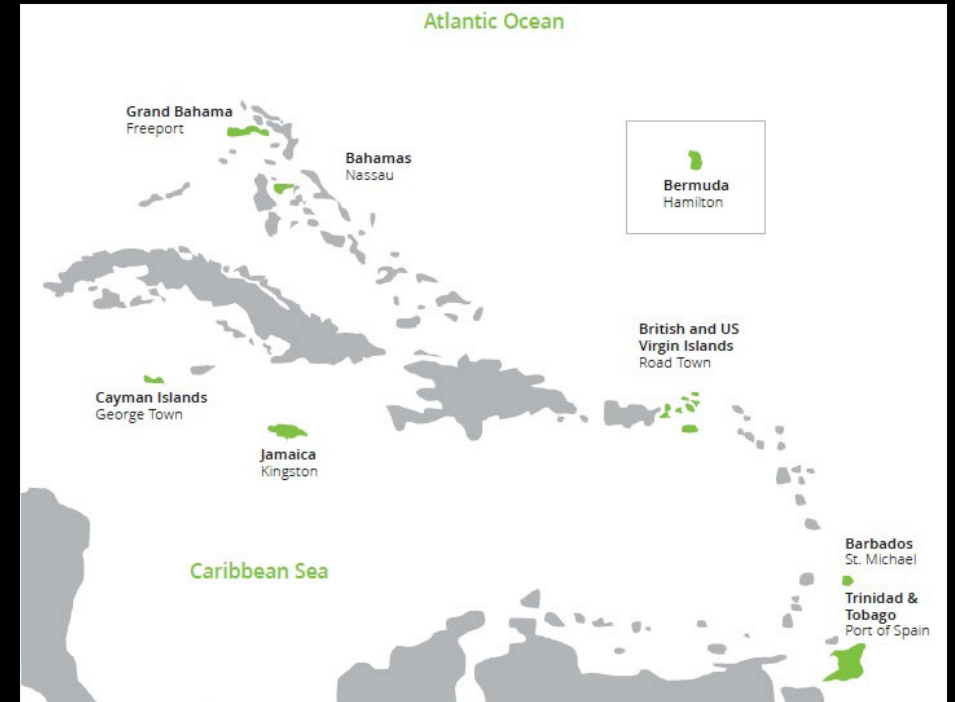 Atlantic Ocean
Grand Bahama
Freeport
Bahamas
Nassau
Bermuda
Hamilton
British and US
Virgin Islands
Road Town
Cayman Islands
George Town
Jamaica
Kingston
Caribbean Sea
Barbados
St. Michael
Trinidad &
Tobago
Port of Spain